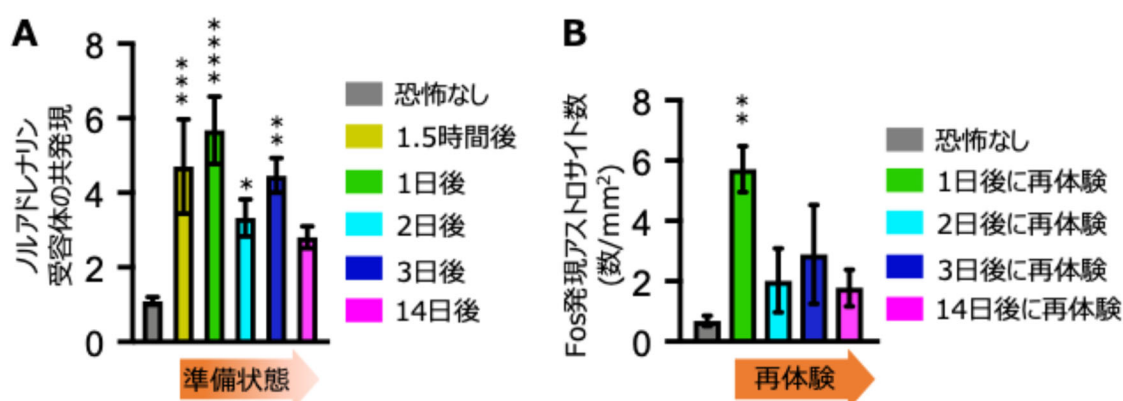 A
ノルアドレナリン
受容体の共発現
8
6
4
2
0
***
****
*
**
恐怖なし
1.5時間後
1日後
2日後
3日後
14日後
準備状態
B
Fos発現アストロサイト数
(数/mm²)
8
6
4
2
0
**
恐怖なし
1日後に再体験
2日後に再体験
3日後に再体験
14日後に再体験
再体験